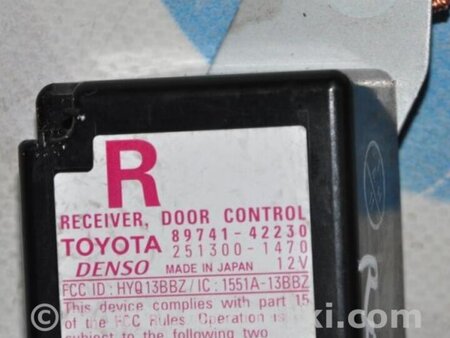 R
RECEIVER, DOOR CONTROL
TOYOTA 89741-42230
251300-1470
DENSO MADE IN JAPAN 12V
FCC ID : HYQ13BBZ / IC : 1551A-13BBZ
This device complies with part 15
of the FCC Rules. Operation is
subject to the following two